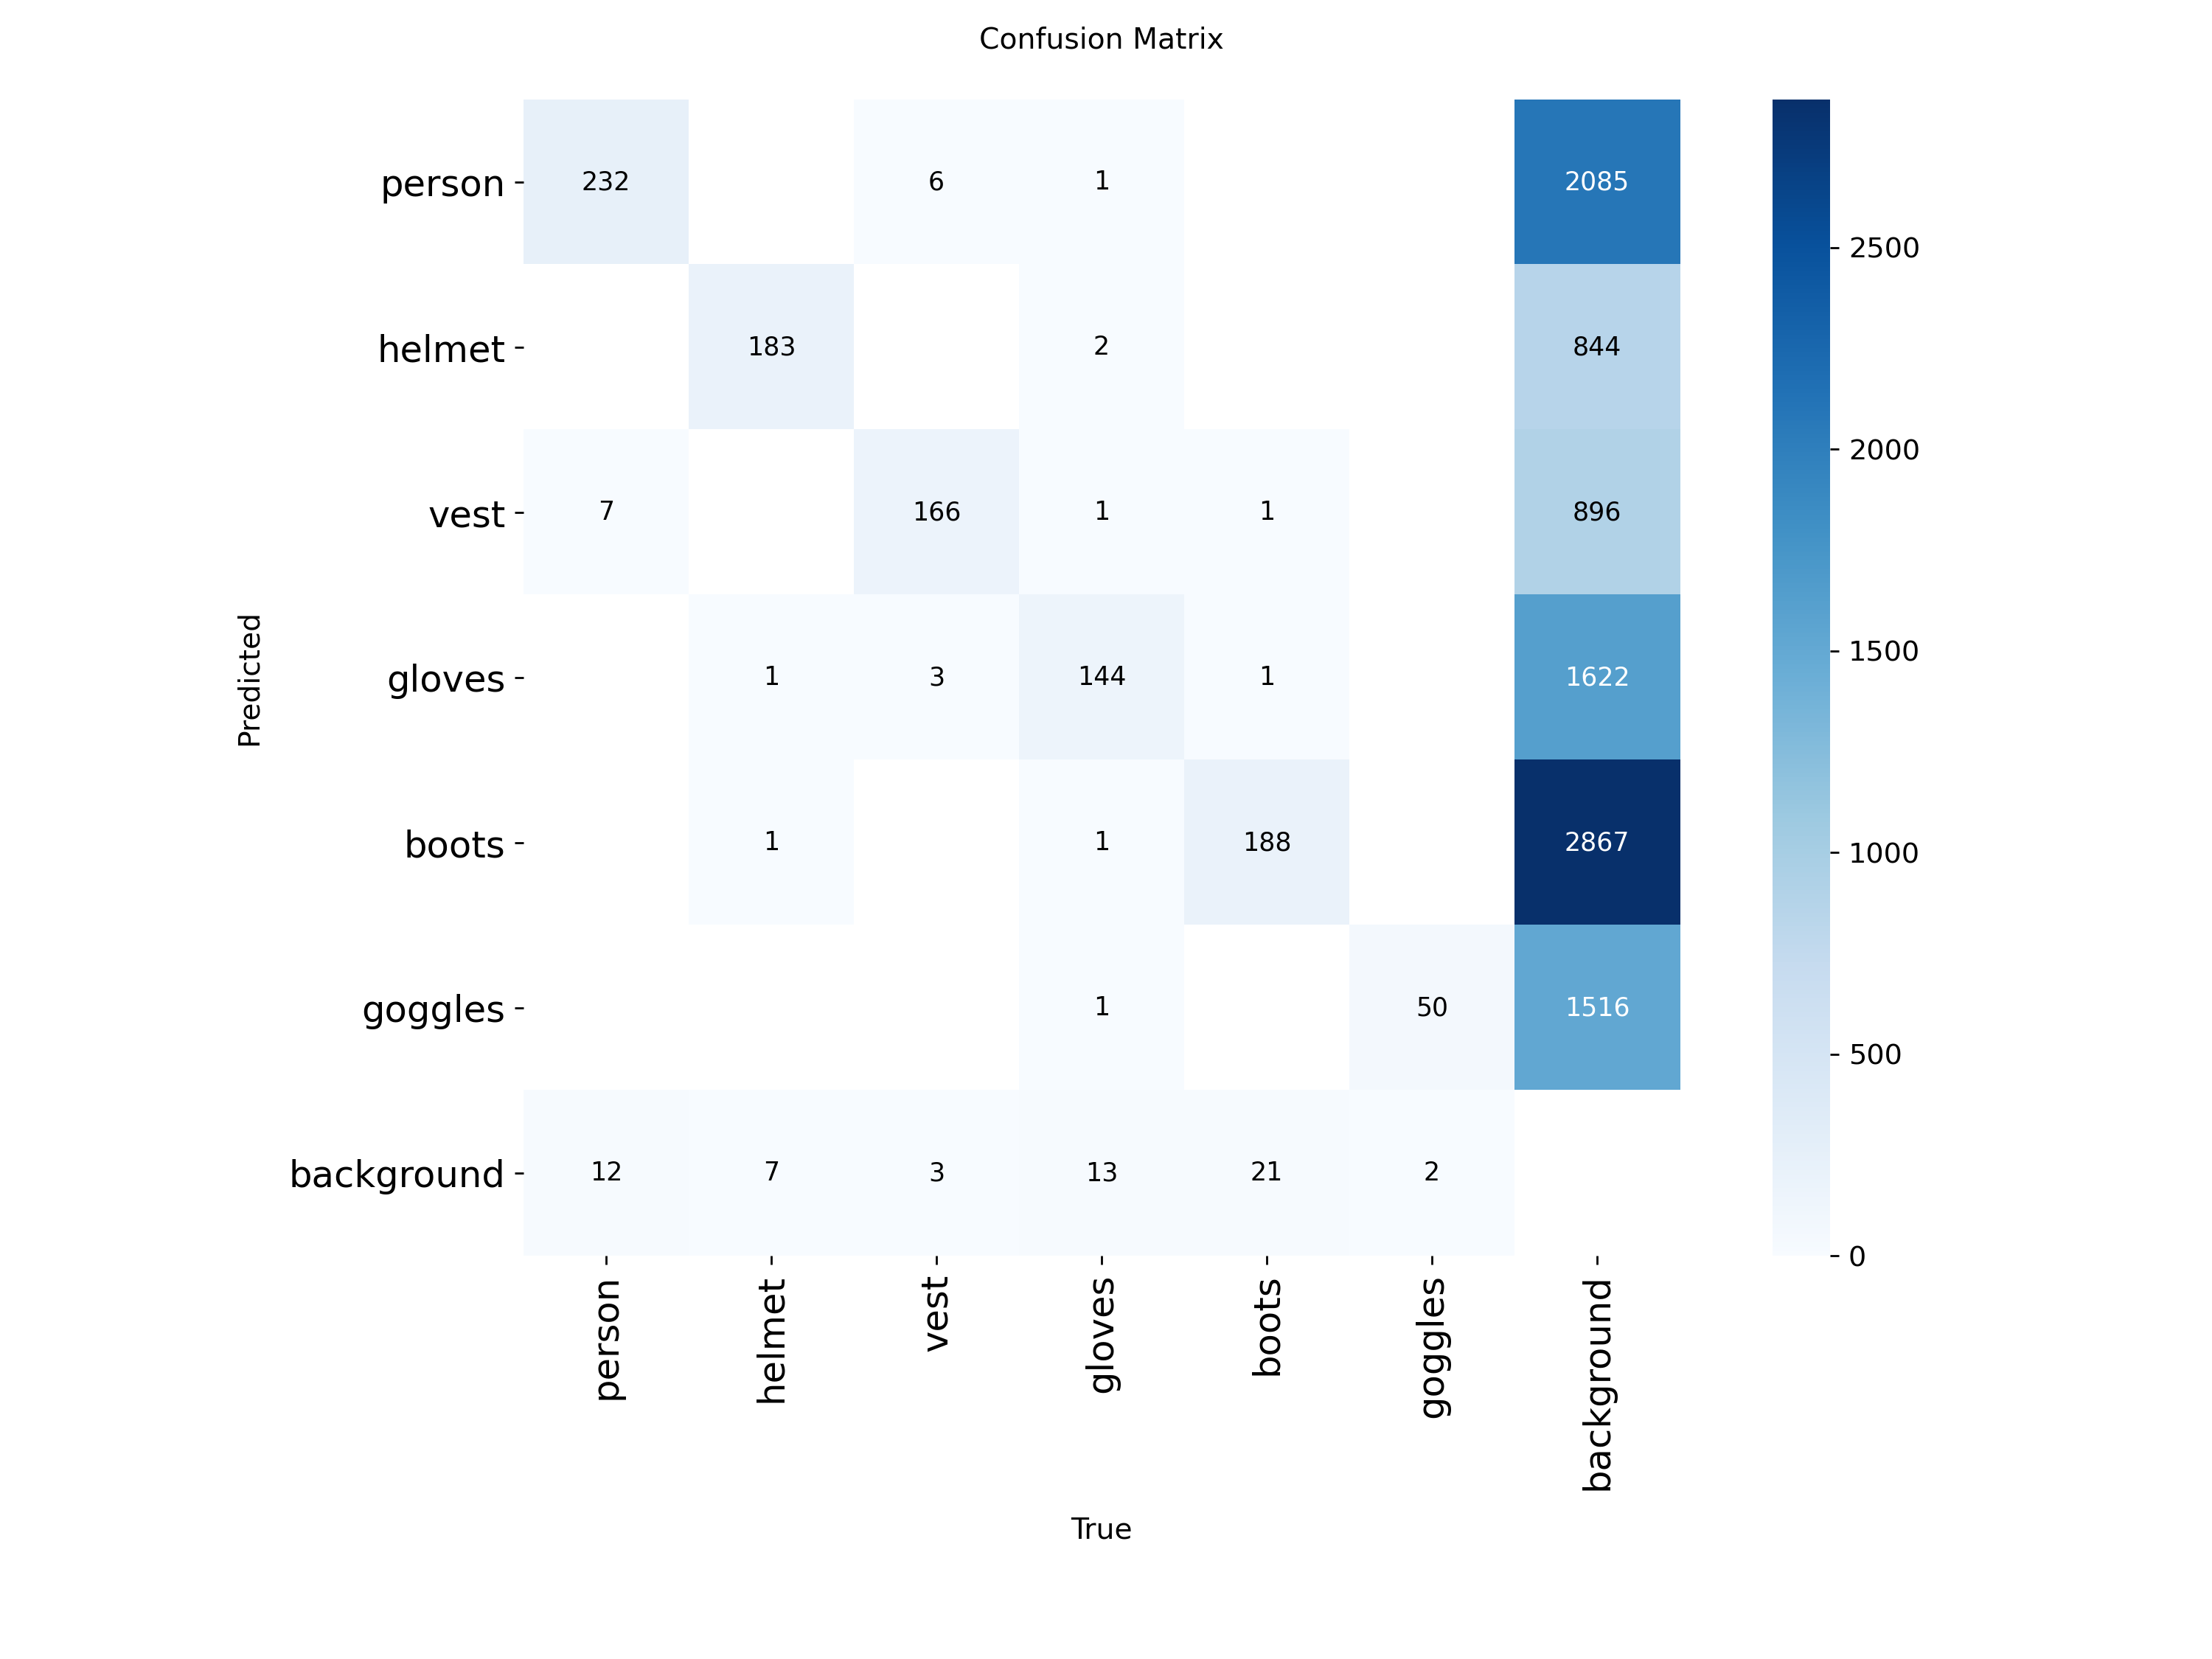 Confusion Matrix
person 232 6 1 2085
helmet 183 2 844
vest 7 166 1 1 896
gloves 1 3 144 1 1622
boots 1 1 188 2867
goggles 1 50 1516
background 12 7 3 13 21 2
Predicted
person helmet vest gloves boots goggles background
True
2500
2000
1500
1000
500
0